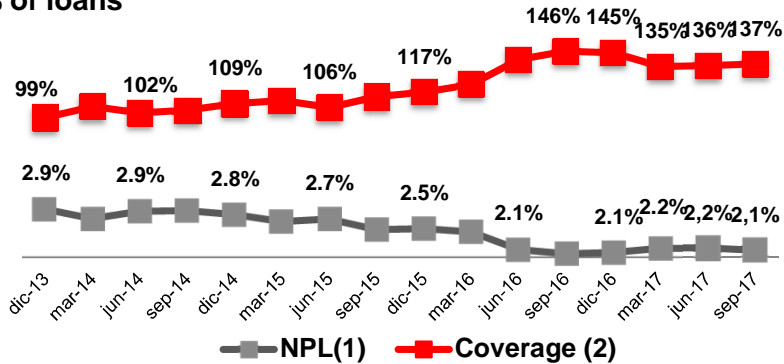 of loans
146% 145% 135% 136% 137%
99% 102% 109% 106% 117%
2.9% 2.9% 2.8% 2.7% 2.5% 2.1% 2.1% 2.2% 2,2% 2,1%
dic-13 mar-14 jun-14 sep-14 dic-14 mar-15 jun-15 sep-15 dic-15 mar-16 jun-16 sep-16 dic-16 mar-17 jun-17 sep-17
NPL(1) Coverage (2)